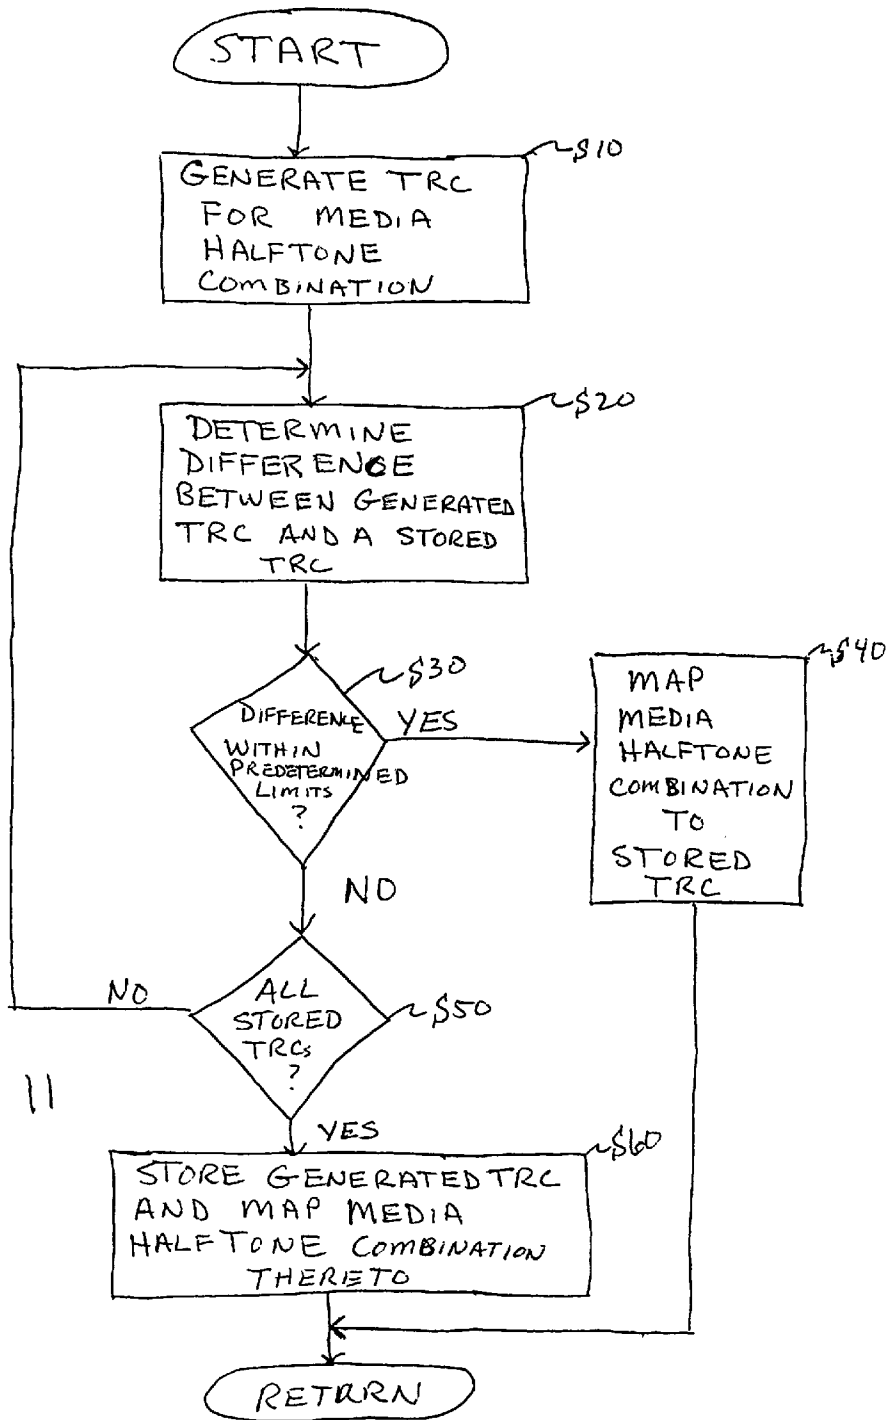 START
S10
GENERATE TRC
FOR MEDIA
HALFTONE
COMBINATION
S20
DETERMINE
DIFFERENCE
BETWEEN GENERATED
TRC AND A STORED
TRC
S30
DIFFERENCE
WITHIN
PREDETERMINED
LIMITS
?
YES
S40
MAP
MEDIA
HALFTONE
COMBINATION
TO
STORED
TRC
NO
NO
ALL
STORED
TRCs
?
S50
11
YES
S60
STORE GENERATED TRC
AND MAP MEDIA
HALFTONE COMBINATION
THERETO
RETURN